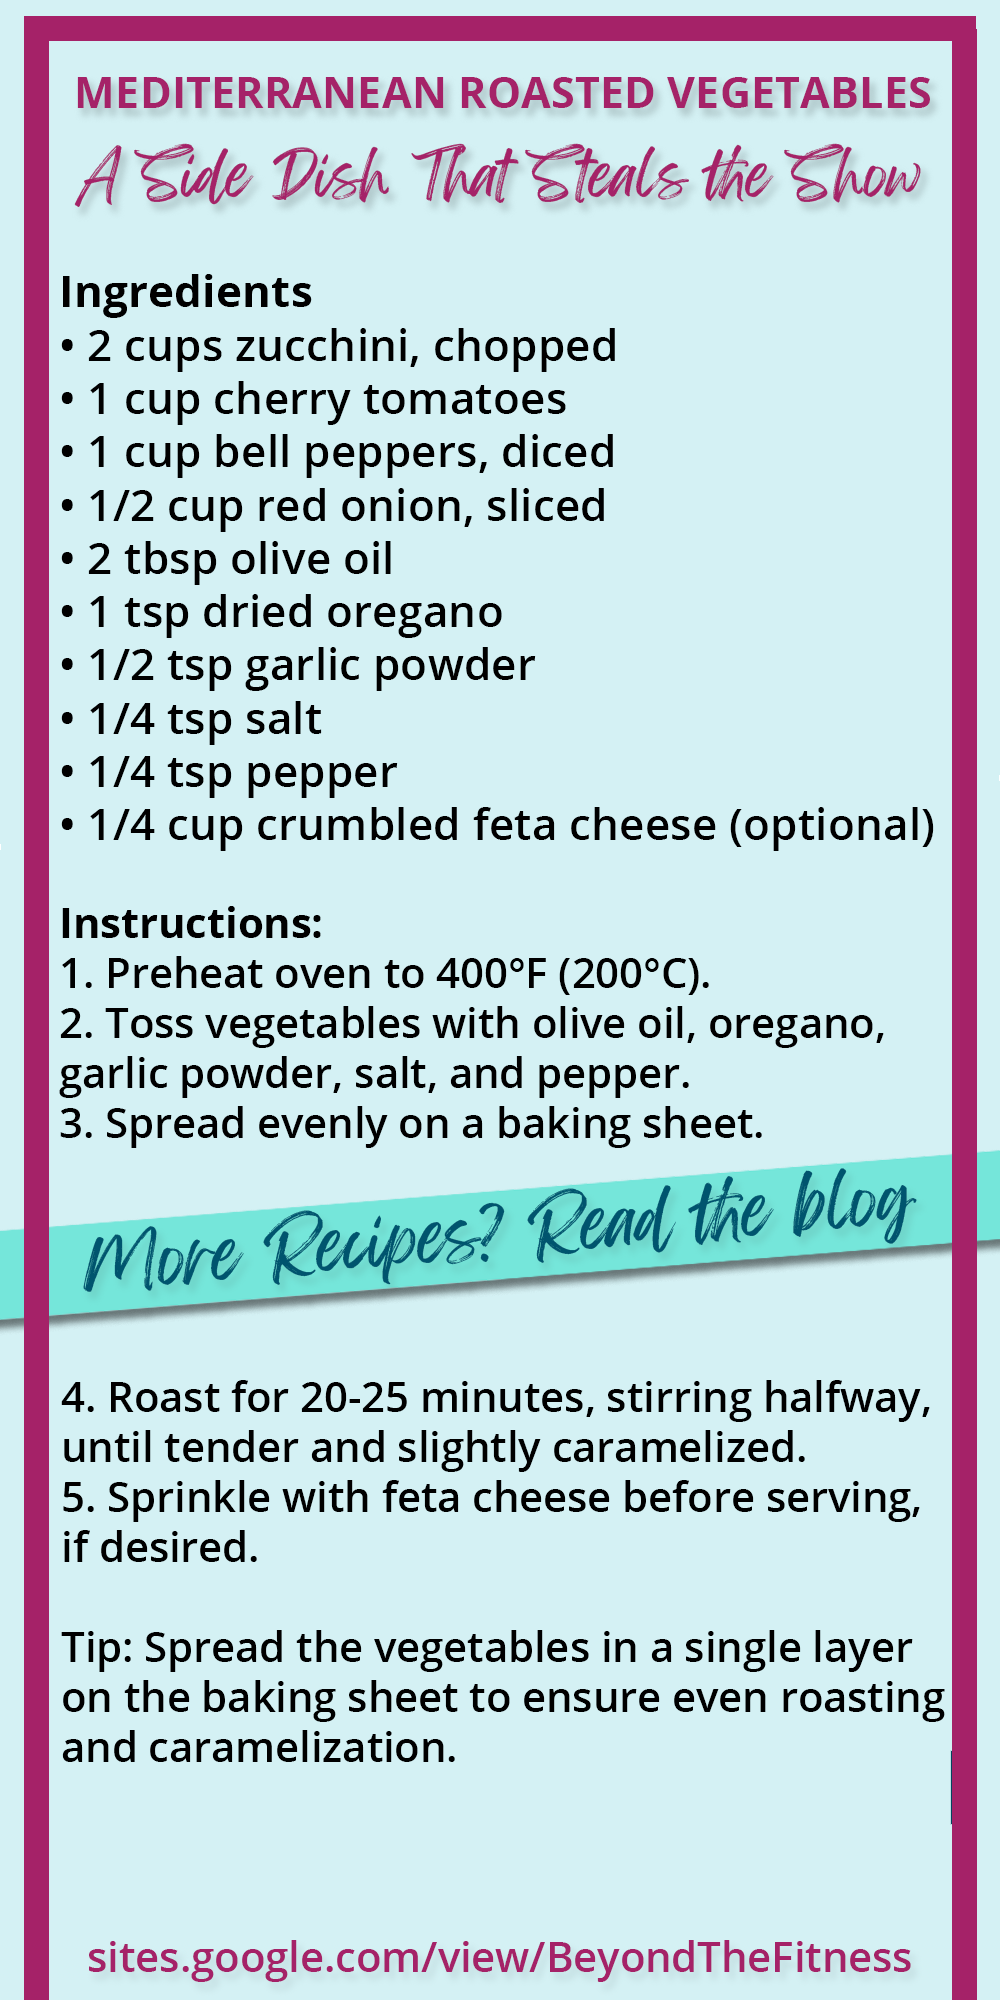 MEDITERRANEAN ROASTED VEGETABLES
A Side Dish That Steals the Show
Ingredients
• 2 cups zucchini, chopped
• 1 cup cherry tomatoes
• 1 cup bell peppers, diced
• 1/2 cup red onion, sliced
• 2 tbsp olive oil
• 1 tsp dried oregano
• 1/2 tsp garlic powder
• 1/4 tsp salt
• 1/4 tsp pepper
• 1/4 cup crumbled feta cheese (optional)
Instructions:
1. Preheat oven to 400°F (200°C).
2. Toss vegetables with olive oil, oregano,
garlic powder, salt, and pepper.
3. Spread evenly on a baking sheet.
More Recipes? Read the blog
4. Roast for 20-25 minutes, stirring halfway,
until tender and slightly caramelized.
5. Sprinkle with feta cheese before serving,
if desired.
Tip: Spread the vegetables in a single layer
on the baking sheet to ensure even roasting
and caramelization.
sites.google.com/view/BeyondTheFitness